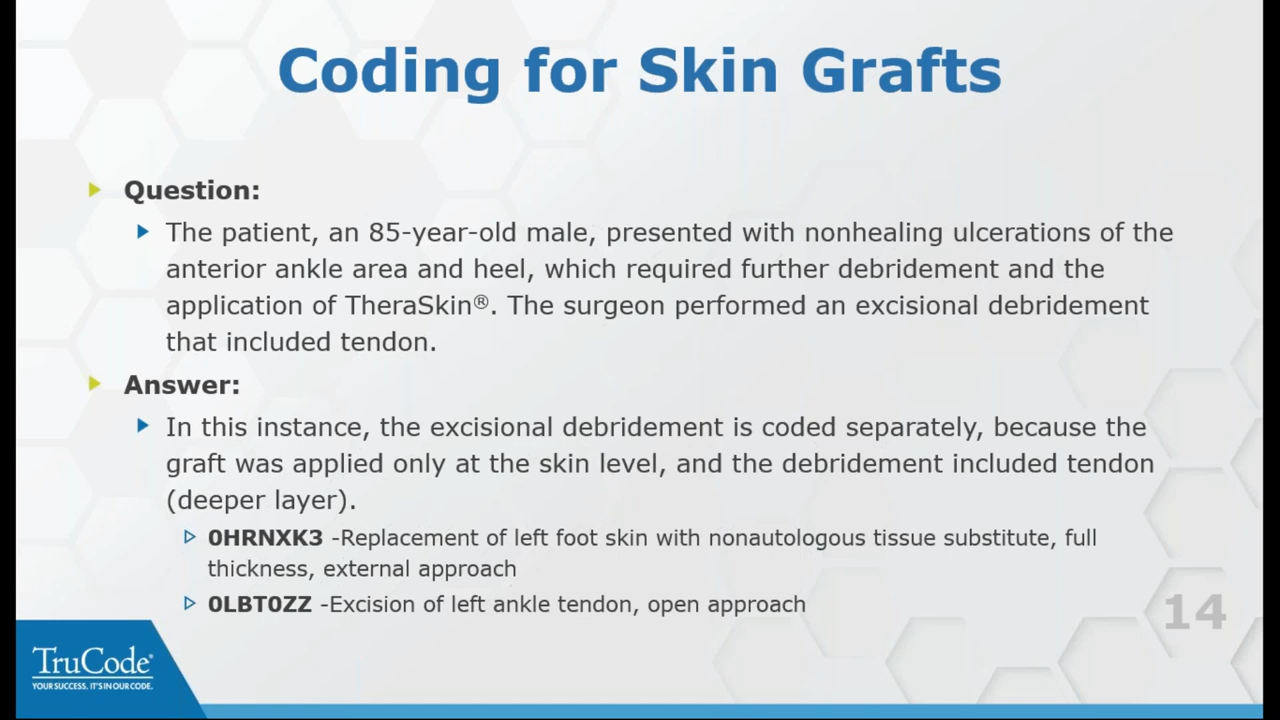 Coding for Skin Grafts
Question:
The patient, an 85-year-old male, presented with nonhealing ulcerations of the
anterior ankle area and heel, which required further debridement and the
application of TheraSkin®. The surgeon performed an excisional debridement
that included tendon.
Answer:
In this instance, the excisional debridement is coded separately, because the
graft was applied only at the skin level, and the debridement included tendon
(deeper layer).
0HRNXK3 -Replacement of left foot skin with nonautologous tissue substitute, full
thickness, external approach
0LBT0ZZ -Excision of left ankle tendon, open approach
14
TruCode®
YOUR SUCCESS. IT'S IN OUR CODE.